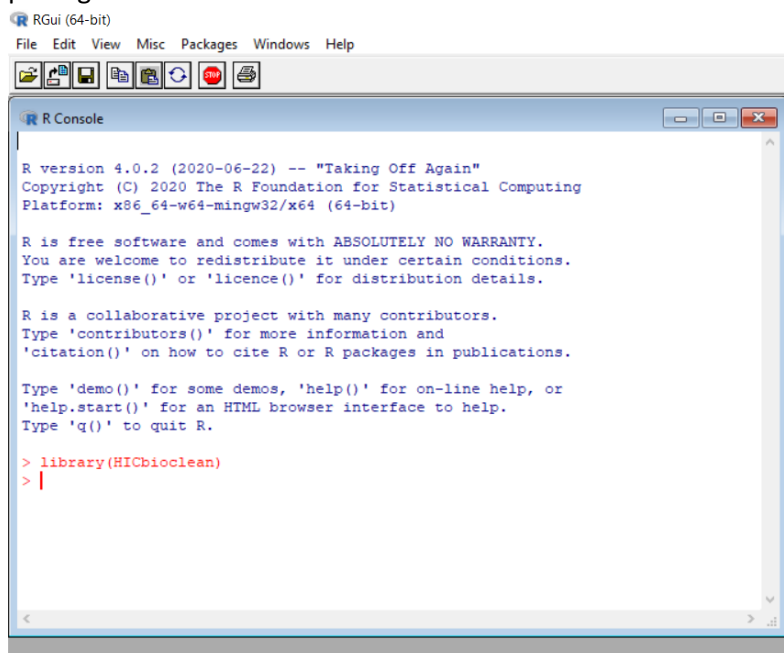 RGui (64-bit)
File Edit View Misc Packages Windows Help
STOP
R Console
R version 4.0.2 (2020-06-22) -- "Taking Off Again"
Copyright (C) 2020 The R Foundation for Statistical Computing
Platform: x86_64-w64-mingw32/x64 (64-bit)
R is free software and comes with ABSOLUTELY NO WARRANTY.
You are welcome to redistribute it under certain conditions.
Type 'license()' or 'licence()' for distribution details.
R is a collaborative project with many contributors.
Type 'contributors()' for more information and
'citation()' on how to cite R or R packages in publications.
Type 'demo()' for some demos, 'help()' for on-line help, or
'help.start()' for an HTML browser interface to help.
Type 'q()' to quit R.
> library(HICbioclean)
>